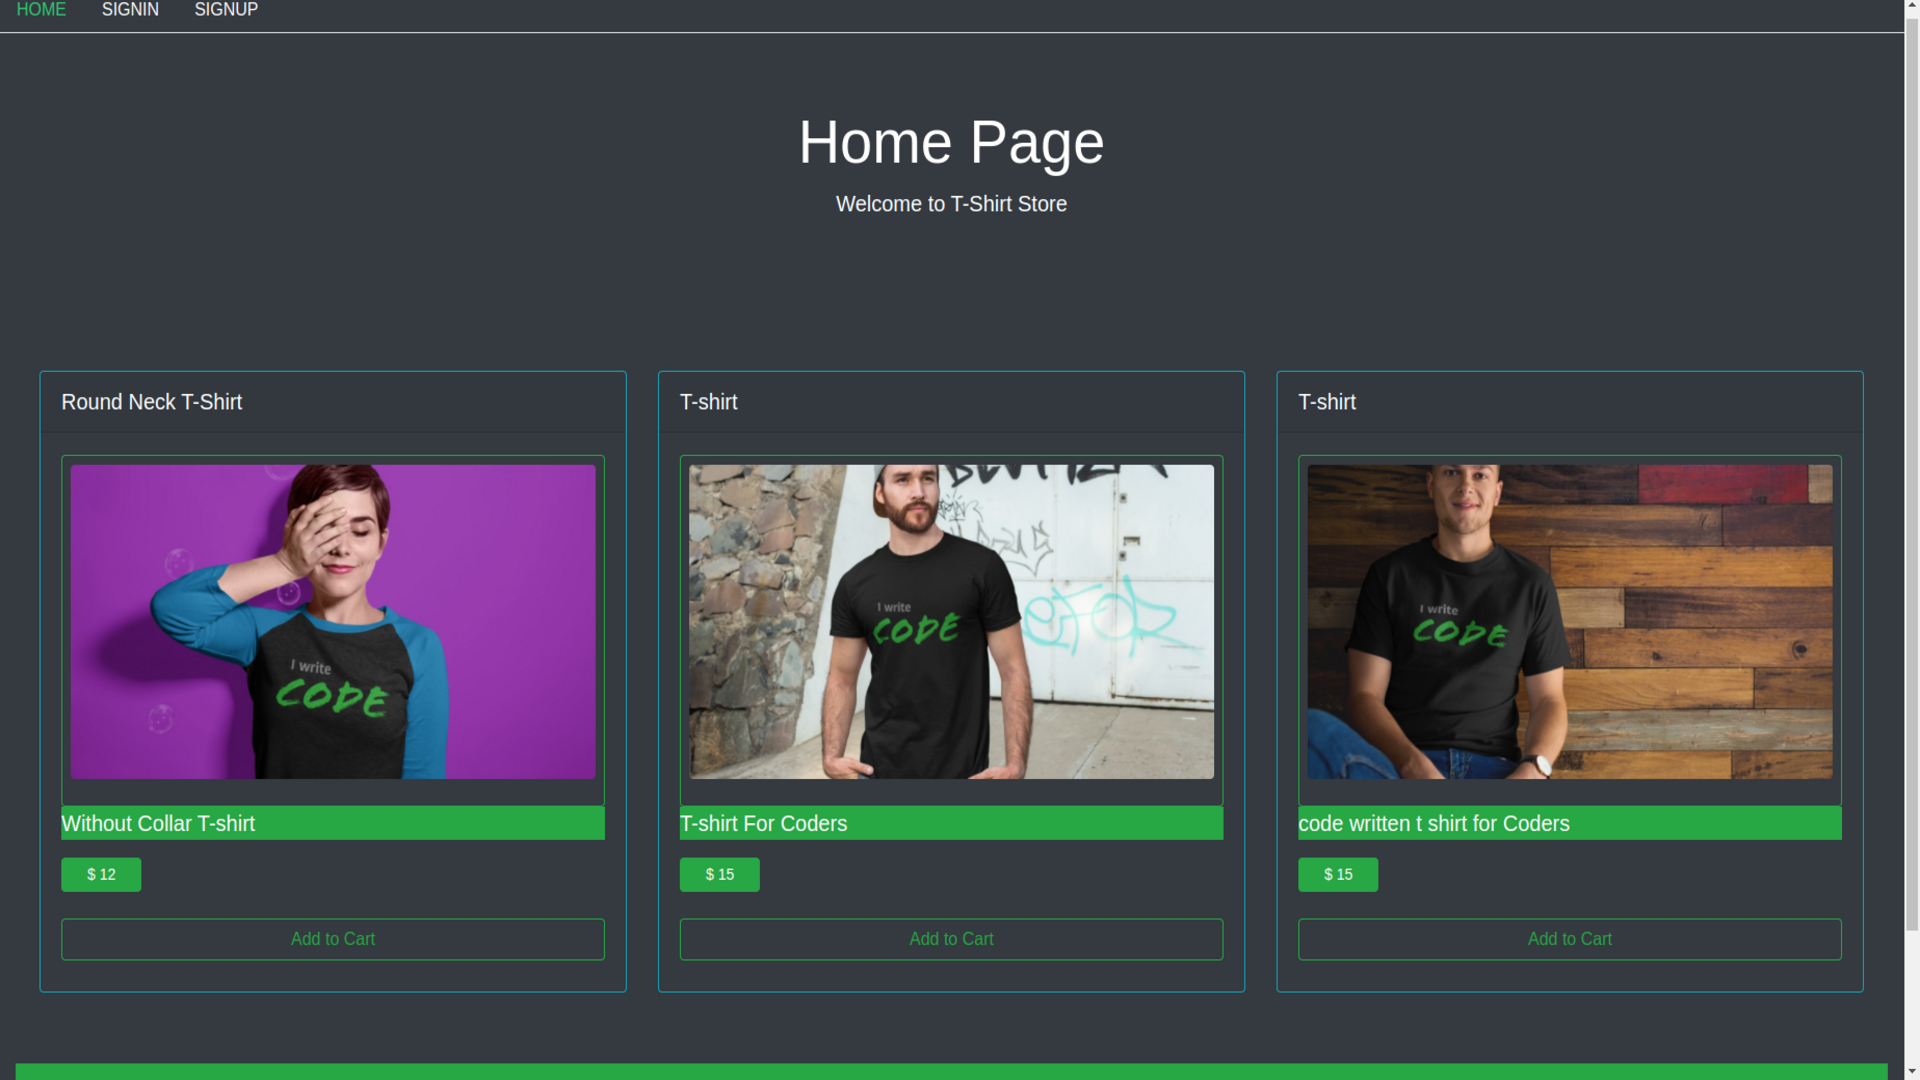 HOME SIGNIN SIGNUP
Home Page
Welcome to T-Shirt Store
Round Neck T-Shirt
I write
CODE
Without Collar T-shirt
$ 12
Add to Cart
T-shirt
I write
CODE
T-shirt For Coders
$ 15
Add to Cart
T-shirt
I write
CODE
code written t shirt for Coders
$ 15
Add to Cart